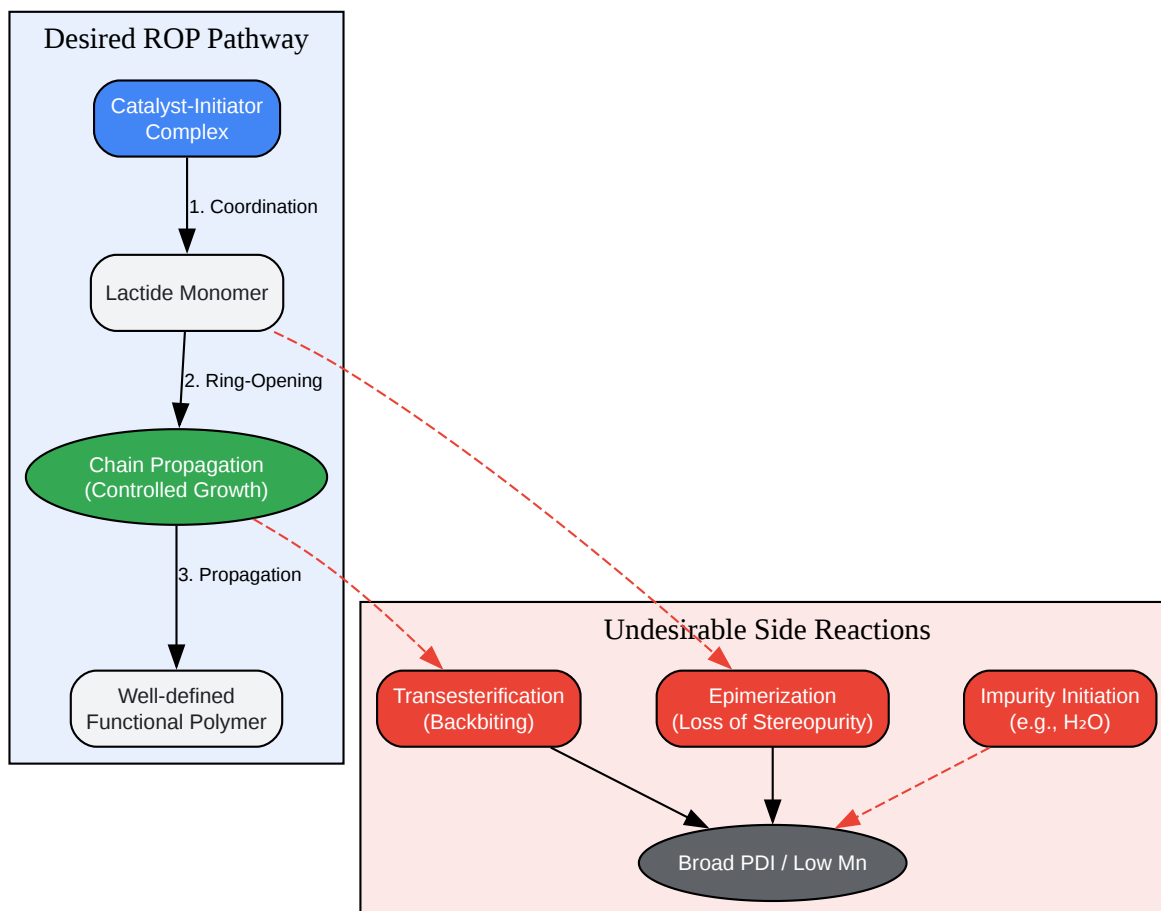 Desired ROP Pathway
Catalyst-Initiator
Complex
1. Coordination
Lactide Monomer
2. Ring-Opening
Chain Propagation
(Controlled Growth)
3. Propagation
Well-defined
Functional Polymer
Undesirable Side Reactions
Transesterification
(Backbiting)
Epimerization
(Loss of Stereopurity)
Impurity Initiation
(e.g., H₂O)
Broad PDI / Low Mn